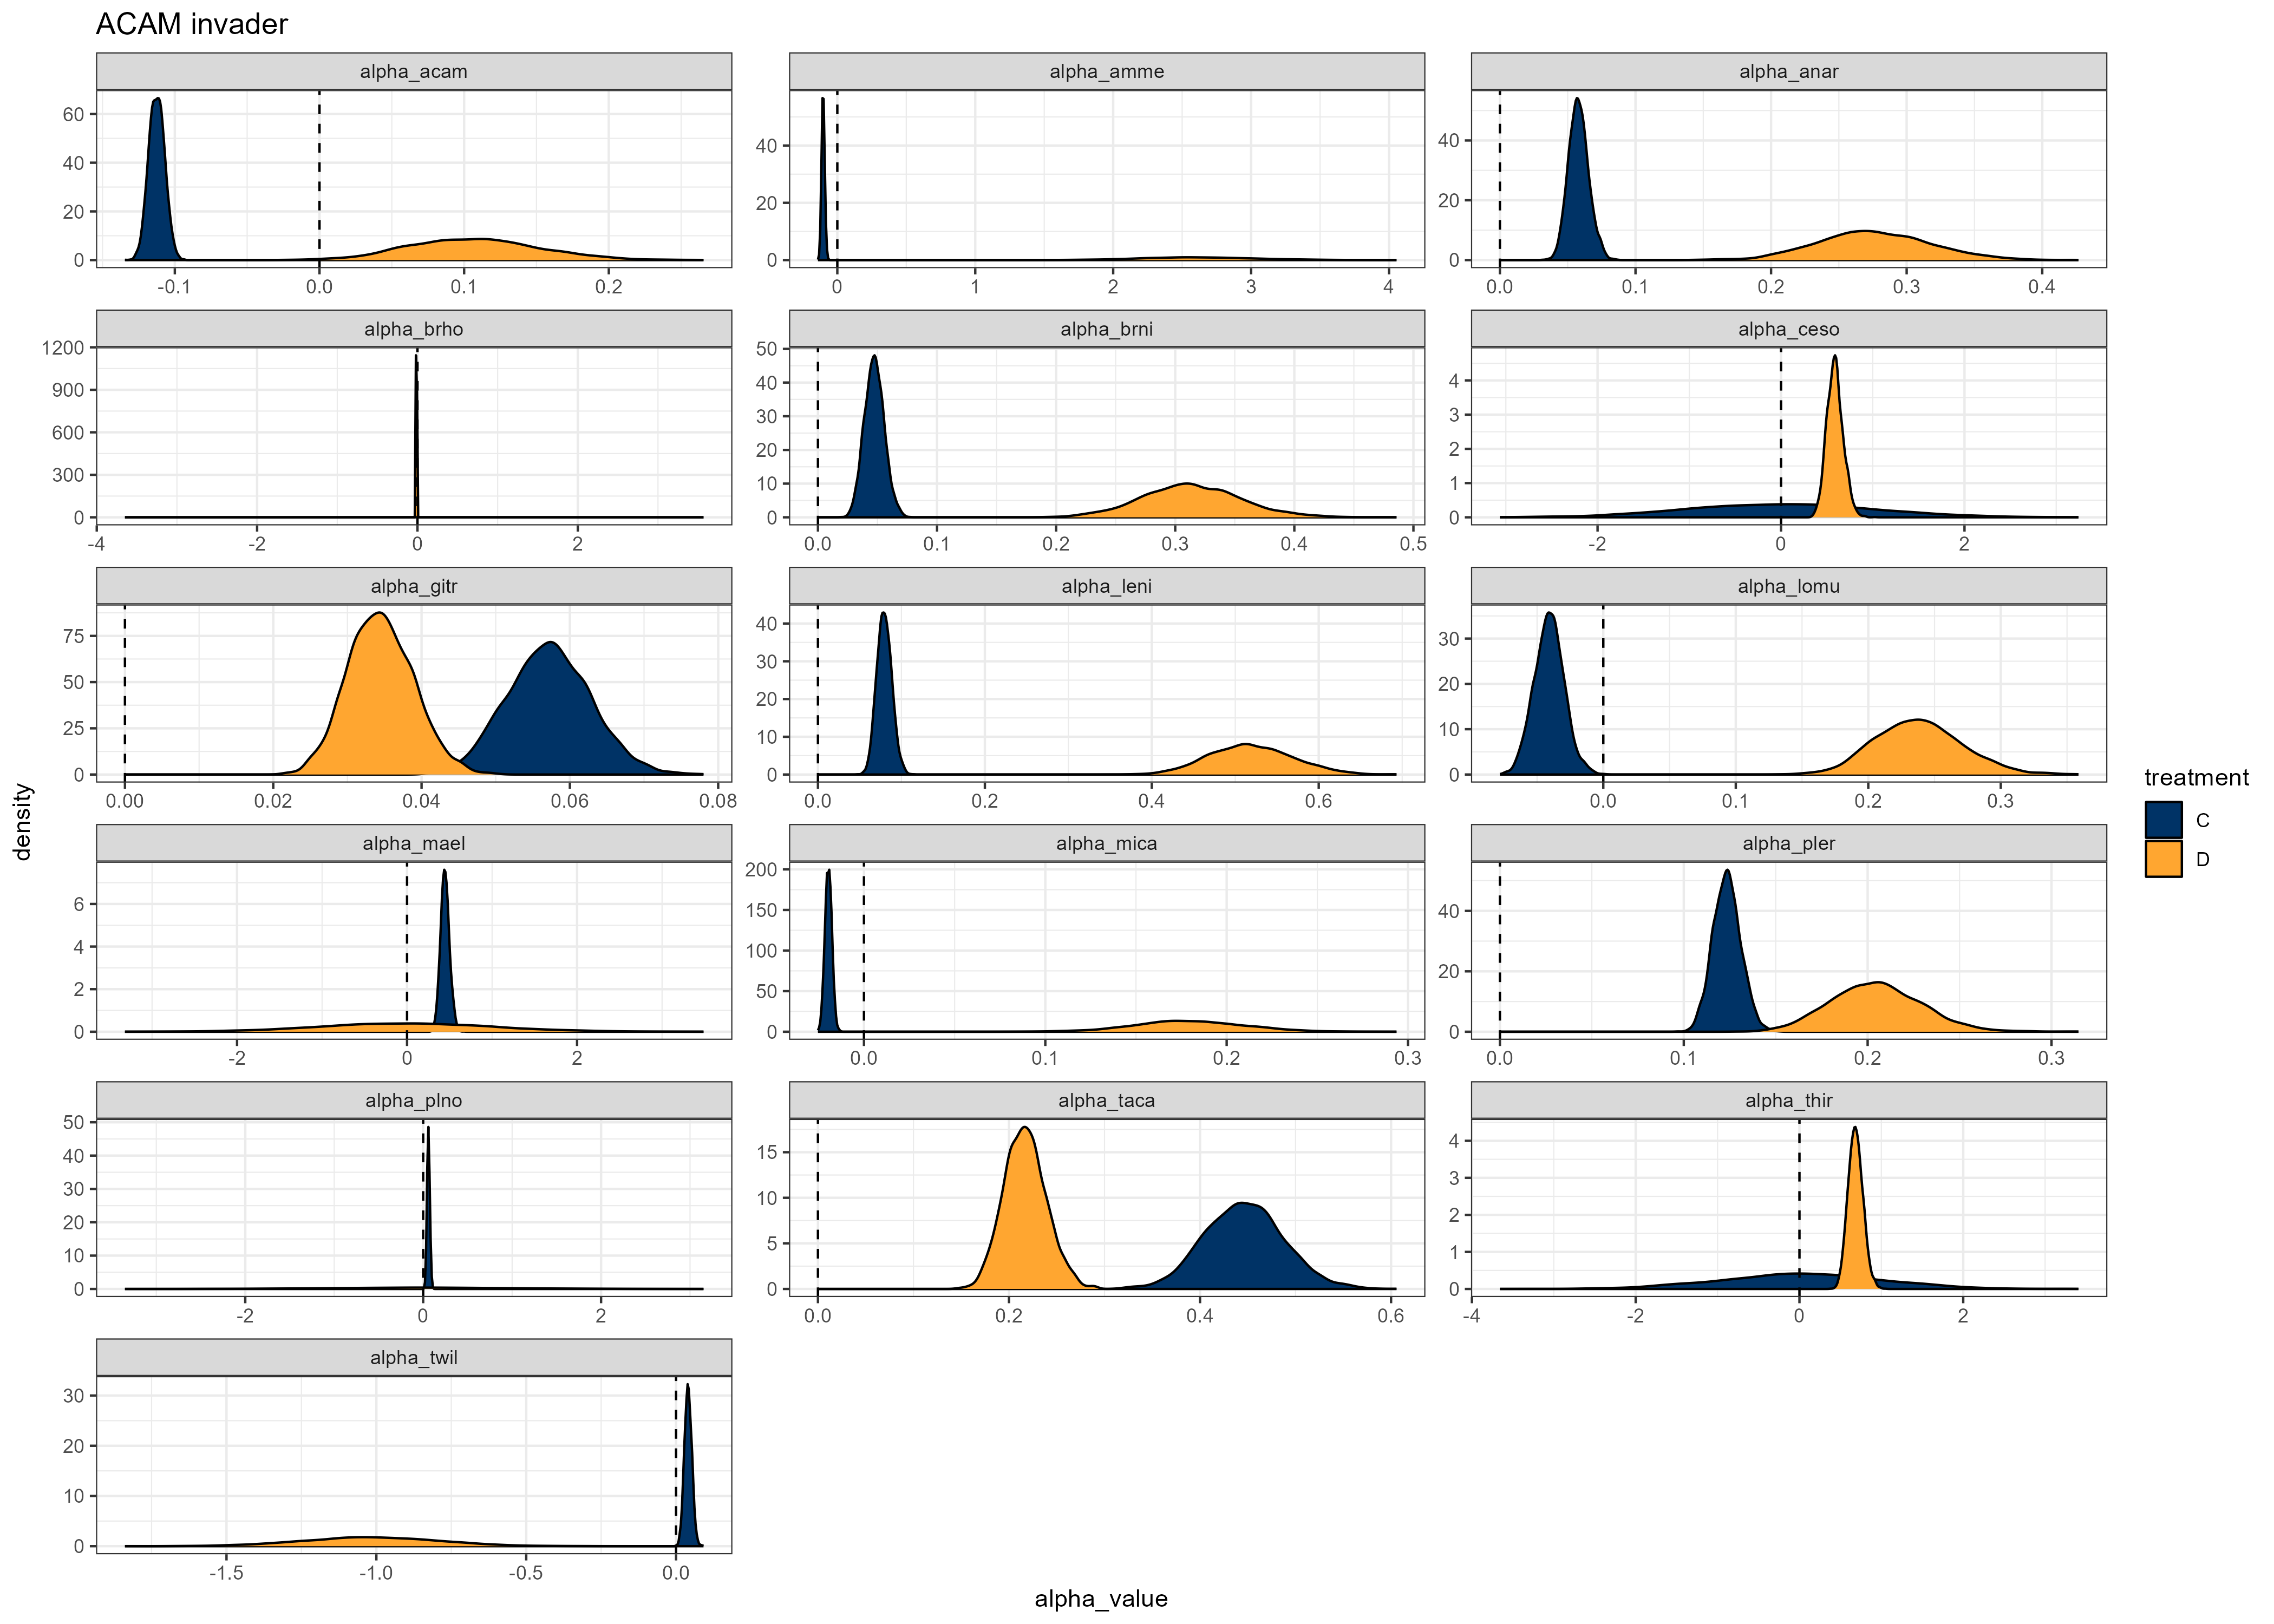 ACAM invader
alpha_acam alpha_amme alpha_anar
60 40 20 0
-0.1 0.0 0.1 0.2
40 20 0
0 1 2 3 4
40 20 0
0.0 0.1 0.2 0.3 0.4
alpha_brho alpha_brni alpha_ceso
1200 900 600 300 0
-4 -2 0 2
50 40 30 20 10 0
0.0 0.1 0.2 0.3 0.4 0.5
4 3 2 1 0
-2 0 2
alpha_gitr alpha_leni alpha_lomu
75 50 25 0
0.00 0.02 0.04 0.06 0.08
40 30 20 10 0
0.0 0.2 0.4 0.6
30 20 10 0
0.0 0.1 0.2 0.3
alpha_mael alpha_mica alpha_pler
6 4 2 0
-2 0 2
200 150 100 50 0
0.0 0.1 0.2 0.3
40 20 0
0.0 0.1 0.2 0.3
alpha_plno alpha_taca alpha_thir
50 40 30 20 10 0
-2 0 2
15 10 5 0
0.0 0.2 0.4 0.6
4 3 2 1 0
-4 -2 0 2
alpha_twil
30 20 10 0
-1.5 -1.0 -0.5 0.0
density
alpha_value
treatment
C
D